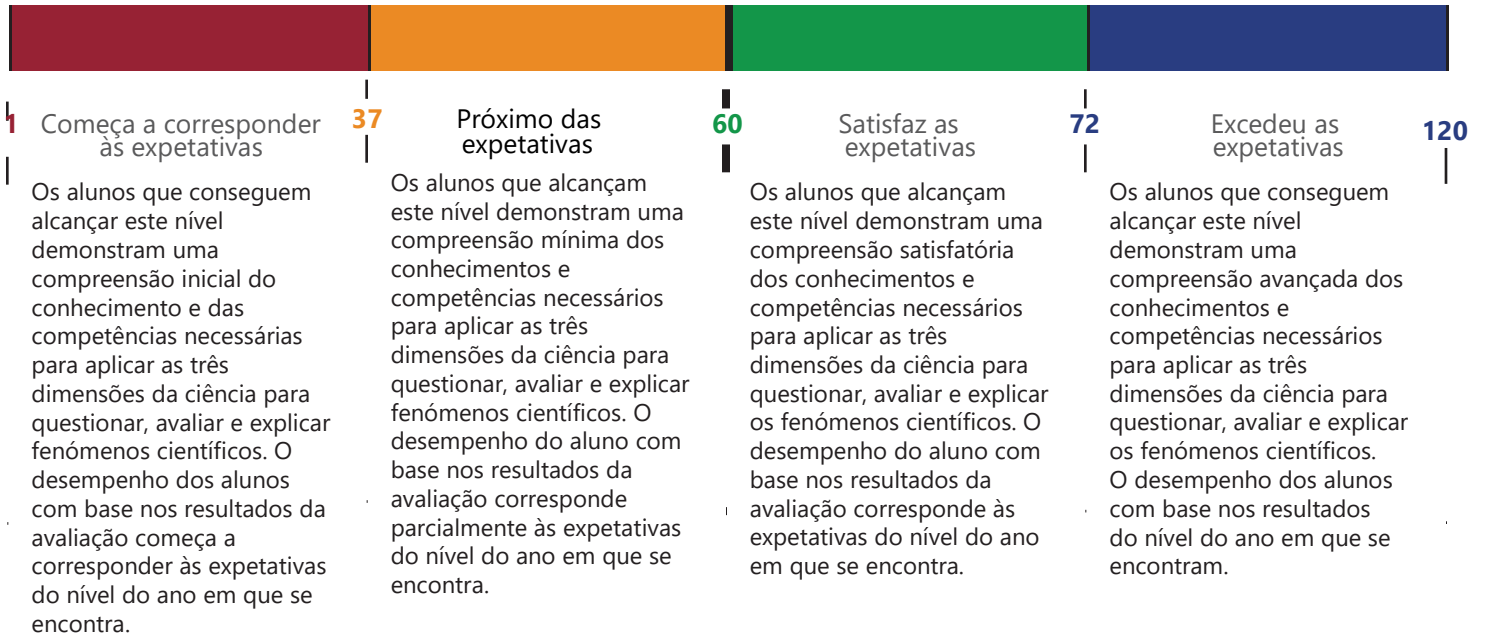 1
Começa a corresponder
às expetativas
Os alunos que conseguem
alcançar este nível
demonstram uma
compreensão inicial do
conhecimento e das
competências necessárias
para aplicar as três
dimensões da ciência para
questionar, avaliar e explicar
fenómenos científicos. O
desempenho dos alunos
com base nos resultados da
avaliação começa a
corresponder às expetativas
do nível do ano em que se
encontra.
37
Próximo das
expetativas
Os alunos que alcançam
este nível demonstram uma
compreensão mínima dos
conhecimentos e
competências necessários
para aplicar as três
dimensões da ciência para
questionar, avaliar e explicar
fenómenos científicos. O
desempenho do aluno com
base nos resultados da
avaliação corresponde
parcialmente às expetativas
do nível do ano em que se
encontra.
60
Satisfaz as
expetativas
Os alunos que alcançam
este nível demonstram uma
compreensão satisfatória
dos conhecimentos e
competências necessários
para aplicar as três
dimensões da ciência para
questionar, avaliar e explicar
os fenómenos científicos. O
desempenho do aluno com
base nos resultados da
avaliação corresponde às
expetativas do nível do ano
em que se encontra.
72
Excedeu as
expetativas
Os alunos que conseguem
alcançar este nível
demonstram uma
compreensão avançada dos
conhecimentos e
competências necessários
para aplicar as três
dimensões da ciência para
questionar, avaliar e explicar
os fenómenos científicos.
O desempenho dos alunos
com base nos resultados
do nível do ano em que se
encontram.
120